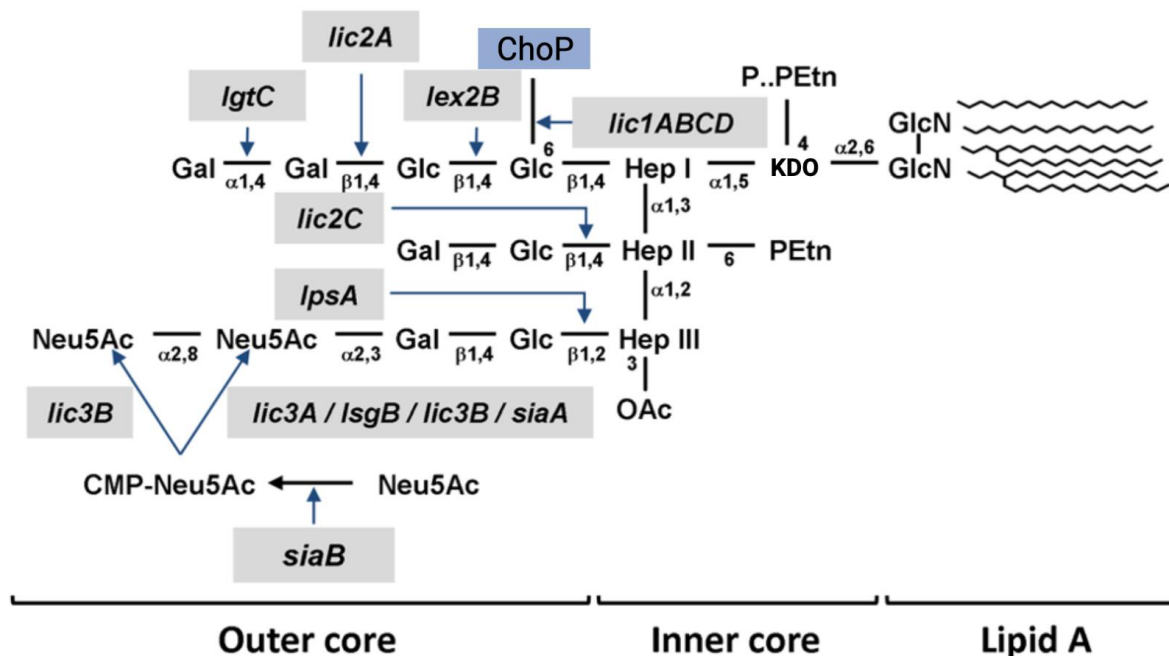 lic2A
ChoP
P..PEtn
lgtC
lex2B
lic1ABCD
GlcN
6
4
α2,6
Gal α1,4 Gal β1,4 Glc β1,4 Glc β1,4 Hep I α1,5 KDO GlcN
α1,3
lic2C
Gal β1,4 Glc β1,4 Hep II 6 PEtn
α1,2
lpsA
Neu5Ac α2,8 Neu5Ac α2,3 Gal β1,4 Glc β1,2 Hep III
3
lic3B
lic3A / lsgB / lic3B / siaA
OAc
CMP-Neu5Ac Neu5Ac
siaB
Outer core Inner core Lipid A